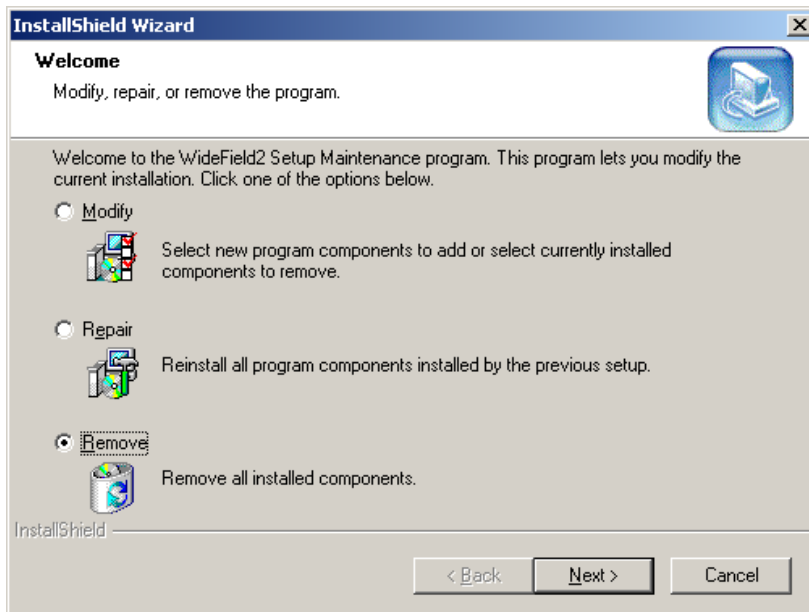 InstallShield Wizard
Welcome
Modify, repair, or remove the program.
Welcome to the WideField2 Setup Maintenance program. This program lets you modify the
current installation. Click one of the options below.
Modify
Select new program components to add or select currently installed
components to remove.
Repair
Reinstall all program components installed by the previous setup.
Remove
Remove all installed components.
InstallShield
< Back
Next >
Cancel